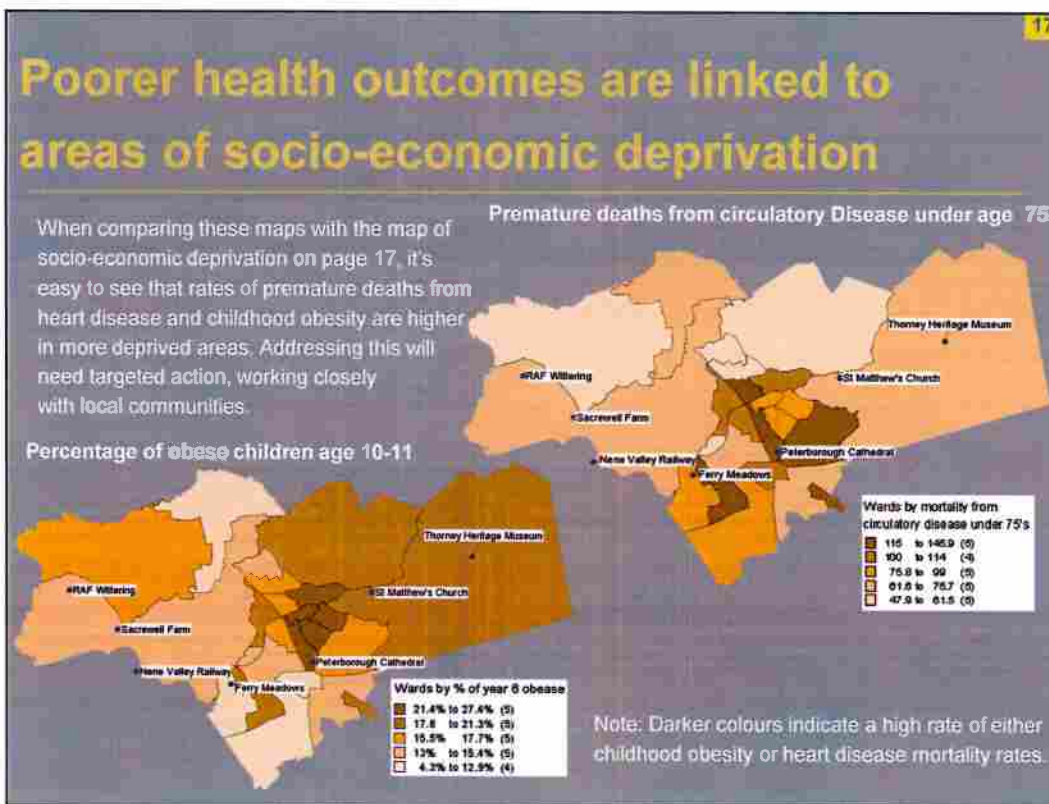 17
Poorer health outcomes are linked to
areas of socio-economic deprivation
When comparing these maps with the map of
socio-economic deprivation on page 17, it's
easy to see that rates of premature deaths from
heart disease and childhood obesity are higher
in more deprived areas. Addressing this will
need targeted action, working closely
with local communities.
Premature deaths from circulatory Disease under age 75
Thorney Heritage Museum
RAF Wittering
St Matthew's Church
Sacrewell Farm
Peterborough Cathedral
Nene Valley Railway
Ferry Meadows
Wards by mortality from
circulatory disease under 75's
115 to 146.9 (5)
100 to 114 (4)
75.8 to 99 (5)
61.6 to 75.7 (5)
47.9 to 61.5 (5)
Percentage of obese children age 10-11
Thorney Heritage Museum
RAF Wittering
St Matthew's Church
Sacrewell Farm
Peterborough Cathedral
Nene Valley Railway
Ferry Meadows
Wards by % of year 6 obease
21.4% to 27.4% (5)
17.8 to 21.3% (5)
15.5% 17.7% (5)
13% to 15.4% (5)
4.3% to 12.9% (4)
Note: Darker colours indicate a high rate of either
childhood obesity or heart disease mortality rates.